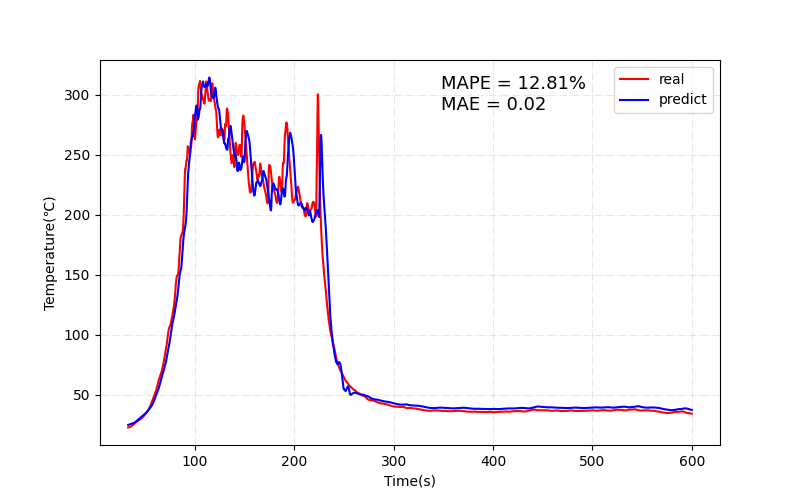 MAPE = 12.81%
MAE = 0.02
real
predict
Temperature(℃)
300
250
200
150
100
50
100
200
300
400
500
600
Time(s)